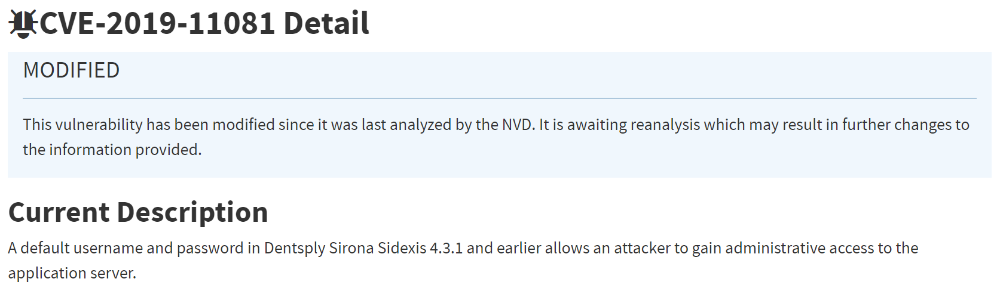 CVE-2019-11081 Detail
MODIFIED
This vulnerability has been modified since it was last analyzed by the NVD. It is awaiting reanalysis which may result in further changes to
the information provided.
Current Description
A default username and password in Dentsply Sirona Sidexis 4.3.1 and earlier allows an attacker to gain administrative access to the
application server.